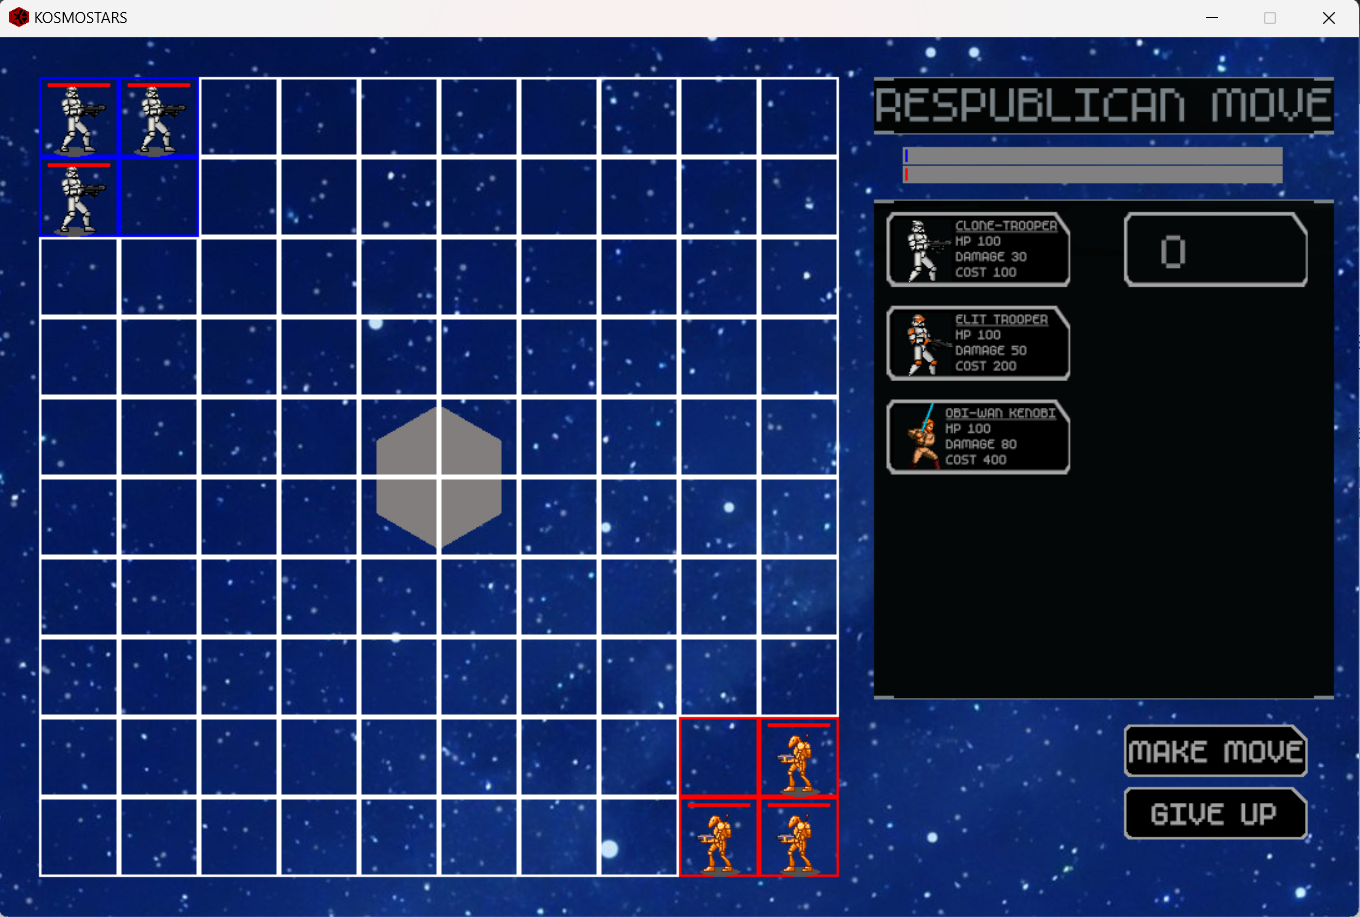 KOSMOSTARS
RESPUBLICAN MOVE
CLONE-TROOPER
HP 100
DAMAGE 30
COST 100
0
ELIT TROOPER
HP 100
DAMAGE 50
COST 200
OBI-WAN KENOBI
HP 100
DAMAGE 80
COST 400
MAKE MOVE
GIVE UP